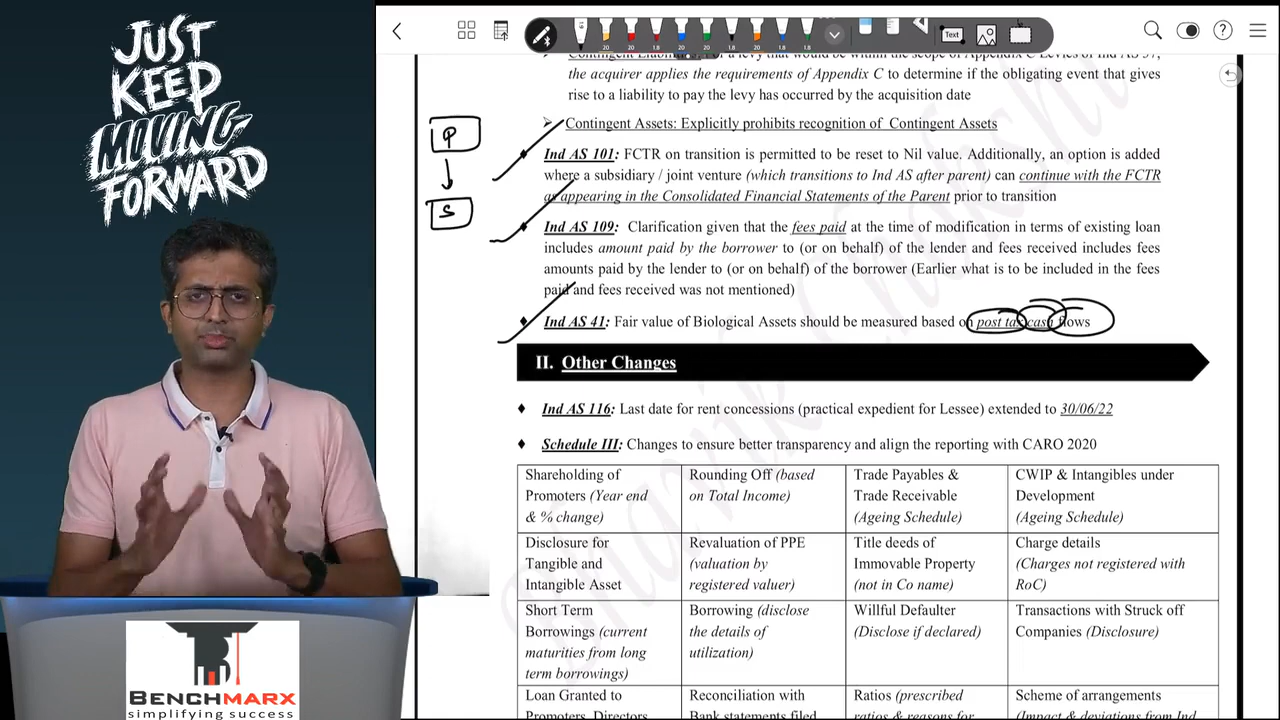 JUST
KEEP
MOVING
FORWARD
BENCHMARX
simplifying success
Text
the acquirer applies the requirements of Appendix C to determine if the obligating event that gives
rise to a liability to pay the levy has occurred by the acquisition date
➢ Contingent Assets: Explicitly prohibits recognition of Contingent Assets
P
S
♦ Ind AS 101: FCTR on transition is permitted to be reset to Nil value. Additionally, an option is added
where a subsidiary / joint venture (which transitions to Ind AS after parent) can continue with the FCTR
as appearing in the Consolidated Financial Statements of the Parent prior to transition
♦ Ind AS 109: Clarification given that the fees paid at the time of modification in terms of existing loan
includes amount paid by the borrower to (or on behalf) of the lender and fees received includes fees
amounts paid by the lender to (or on behalf) of the borrower (Earlier what is to be included in the fees
paid and fees received was not mentioned)
♦ Ind AS 41: Fair value of Biological Assets should be measured based on post tax cash flows
II. Other Changes
♦ Ind AS 116: Last date for rent concessions (practical expedient for Lessee) extended to 30/06/22
♦ Schedule III: Changes to ensure better transparency and align the reporting with CARO 2020
Shareholding of
Promoters (Year end
& % change)
Rounding Off (based
on Total Income)
Trade Payables &
Trade Receivable
(Ageing Schedule)
CWIP & Intangibles under
Development
(Ageing Schedule)
Disclosure for
Tangible and
Intangible Asset
Revaluation of PPE
(valuation by
registered valuer)
Title deeds of
Immovable Property
(not in Co name)
Charge details
(Charges not registered with
RoC)
Short Term
Borrowings (current
maturities from long
term borrowings)
Borrowing (disclose
the details of
utilization)
Willful Defaulter
(Disclose if declared)
Transactions with Struck off
Companies (Disclosure)
Loan Granted to
Promoters, Directors
Reconciliation with
Bank statements filed
Ratios (prescribed
ratios & reasons for
Scheme of arrangements
(Impact & deviations from Ind